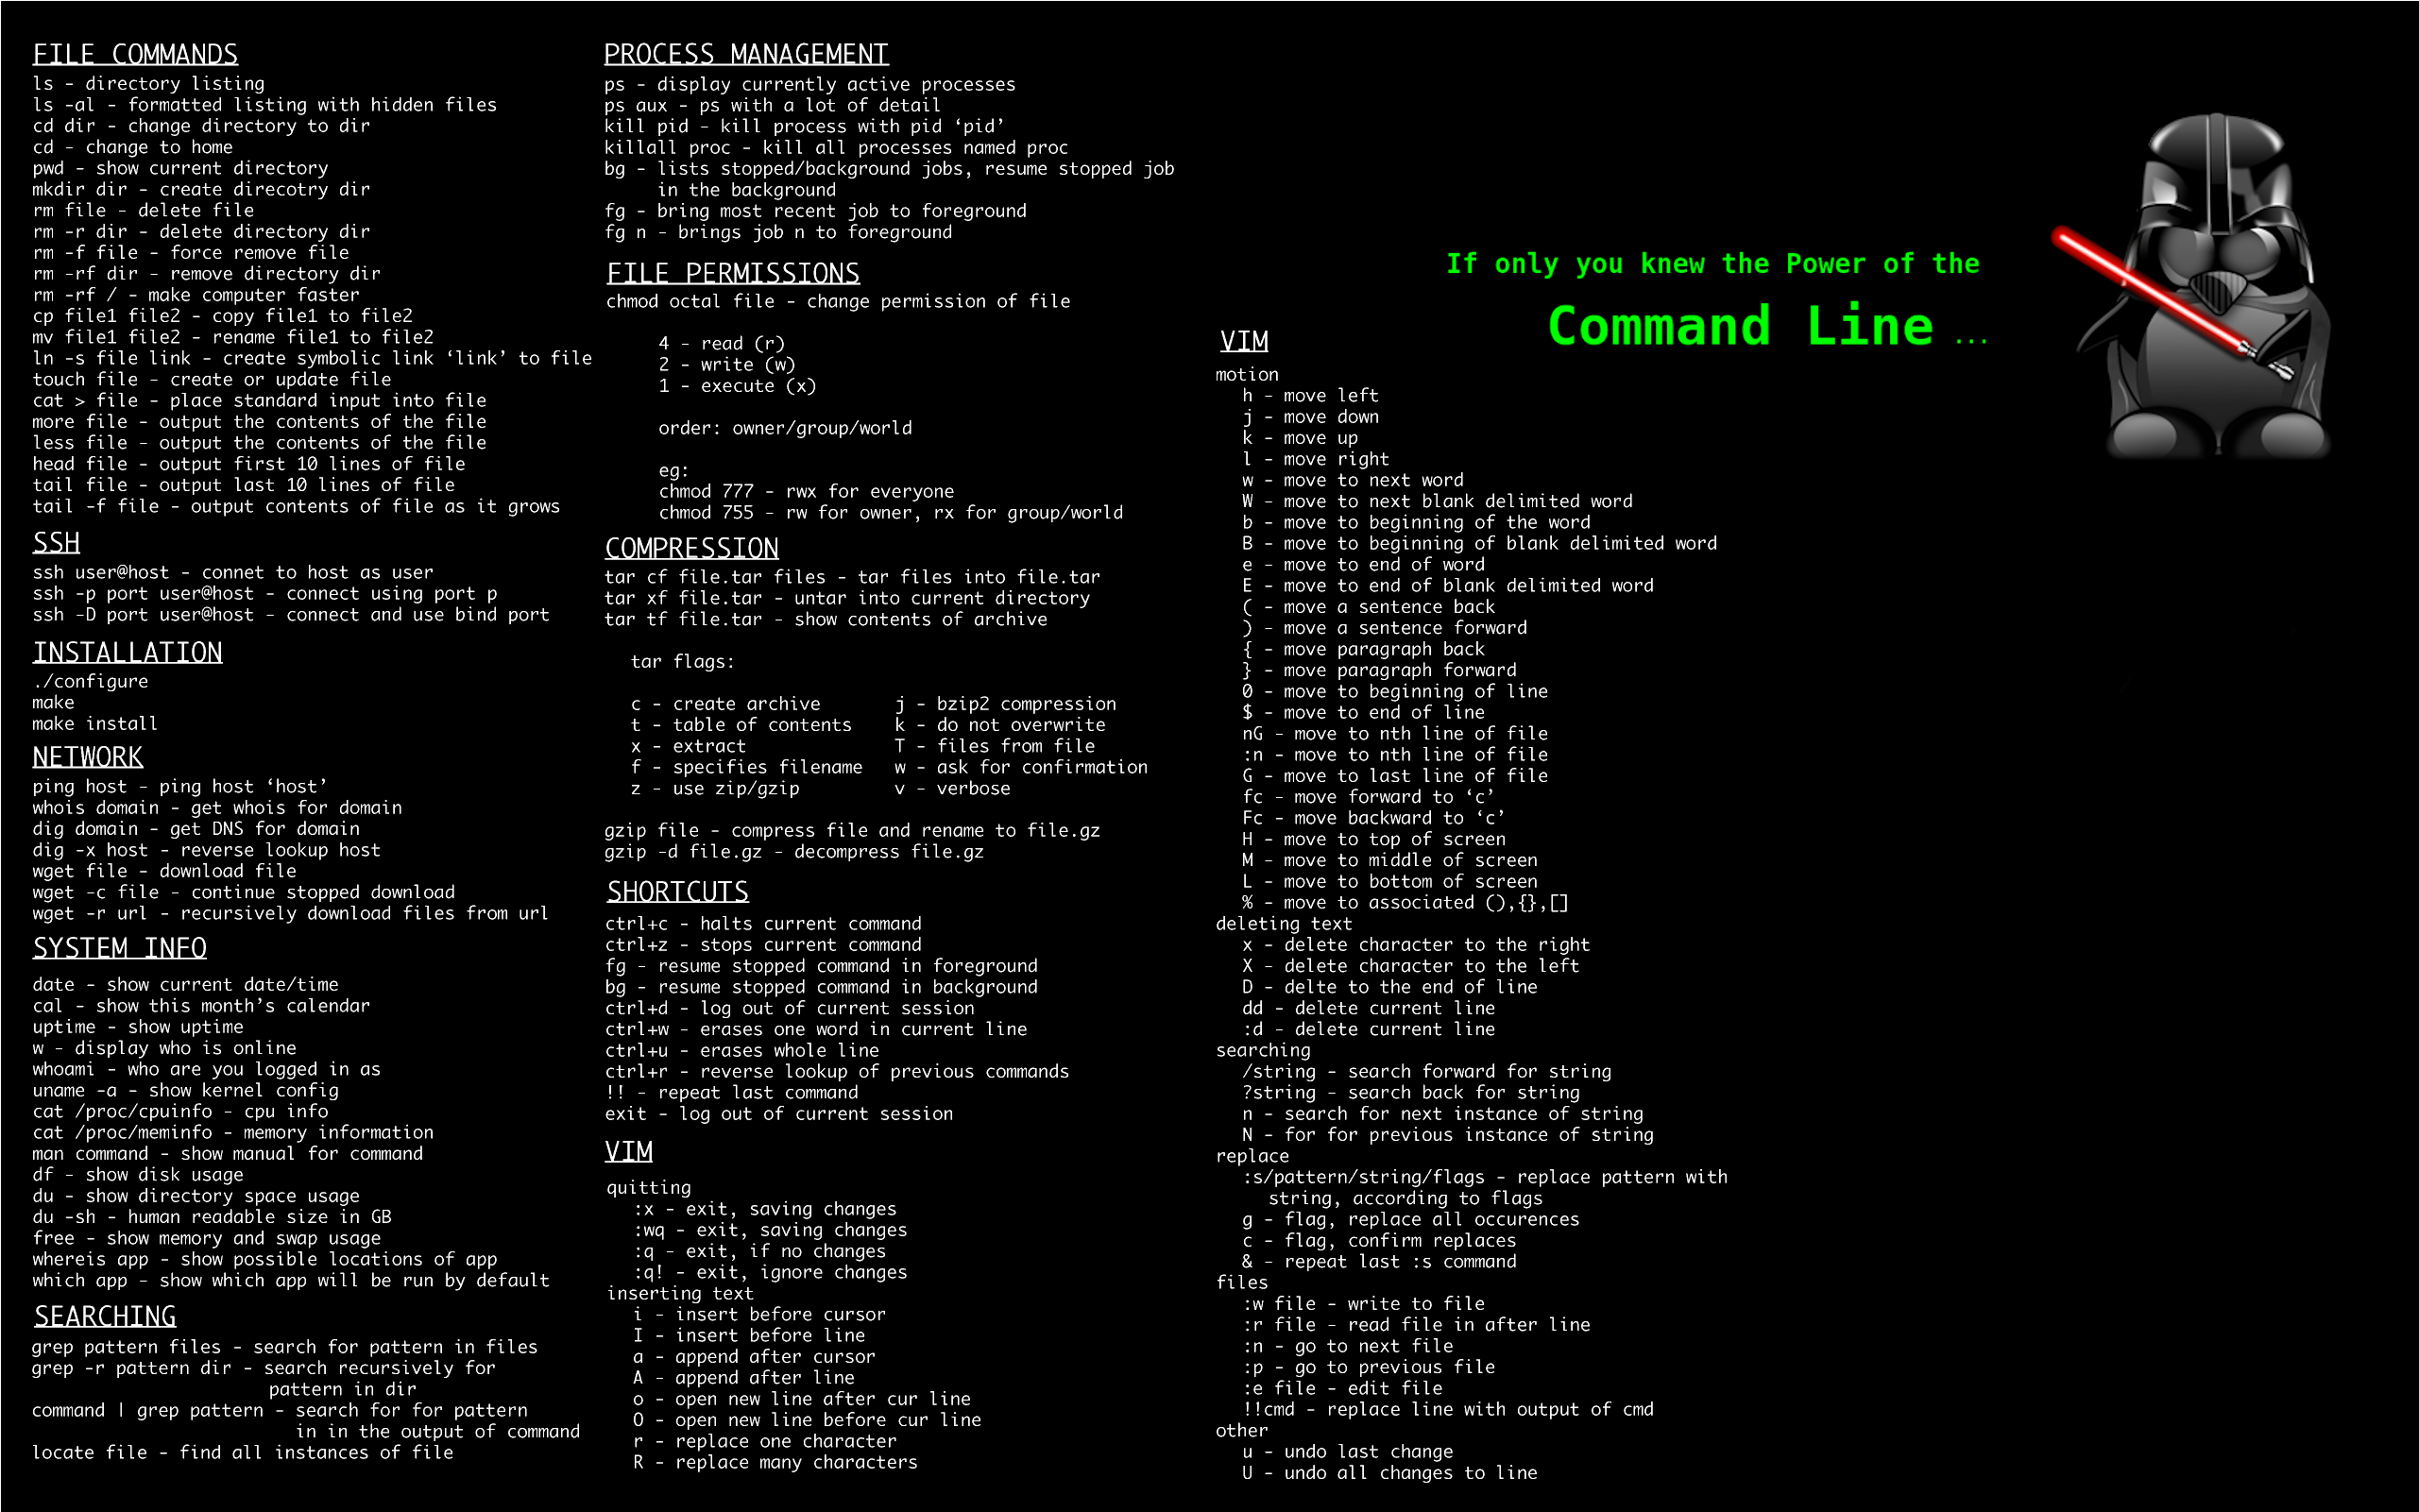 FILE COMMANDS
ls - directory listing
ls -al - formatted listing with hidden files
cd dir - change directory to dir
cd - change to home
pwd - show current directory
mkdir dir - create direcotry dir
rm file - delete file
rm -r dir - delete directory dir
rm -f file - force remove file
rm -rf dir - remove directory dir
rm -rf / - make computer faster
cp file1 file2 - copy file1 to file2
mv file1 file2 - rename file1 to file2
ln -s file link - create symbolic link ‘link’ to file
touch file - create or update file
cat > file - place standard input into file
more file - output the contents of the file
less file - output the contents of the file
head file - output first 10 lines of file
tail file - output last 10 lines of file
tail -f file - output contents of file as it grows
SSH
ssh user@host - connet to host as user
ssh -p port user@host - connect using port p
ssh -D port user@host - connect and use bind port
INSTALLATION
./configure
make
make install
NETWORK
ping host - ping host ‘host’
whois domain - get whois for domain
dig domain - get DNS for domain
dig -x host - reverse lookup host
wget file - download file
wget -c file - continue stopped download
wget -r url - recursively download files from url
SYSTEM INFO
date - show current date/time
cal - show this month’s calendar
uptime - show uptime
w - display who is online
whoami - who are you logged in as
uname -a - show kernel config
cat /proc/cpuinfo - cpu info
cat /proc/meminfo - memory information
man command - show manual for command
df - show disk usage
du - show directory space usage
du -sh - human readable size in GB
free - show memory and swap usage
whereis app - show possible locations of app
which app - show which app will be run by default
SEARCHING
grep pattern files - search for pattern in files
grep -r pattern dir - search recursively for
pattern in dir
command | grep pattern - search for for pattern
in in the output of command
locate file - find all instances of file
PROCESS MANAGEMENT
ps - display currently active processes
ps aux - ps with a lot of detail
kill pid - kill process with pid ‘pid’
killall proc - kill all processes named proc
bg - lists stopped/background jobs, resume stopped job
in the background
fg - bring most recent job to foreground
fg n - brings job n to foreground
FILE PERMISSIONS
chmod octal file - change permission of file
4 - read (r)
2 - write (w)
1 - execute (x)
order: owner/group/world
eg:
chmod 777 - rwx for everyone
chmod 755 - rw for owner, rx for group/world
COMPRESSION
tar cf file.tar files - tar files into file.tar
tar xf file.tar - untar into current directory
tar tf file.tar - show contents of archive
tar flags:
c - create archive j - bzip2 compression
t - table of contents k - do not overwrite
x - extract T - files from file
f - specifies filename w - ask for confirmation
z - use zip/gzip v - verbose
gzip file - compress file and rename to file.gz
gzip -d file.gz - decompress file.gz
SHORTCUTS
ctrl+c - halts current command
ctrl+z - stops current command
fg - resume stopped command in foreground
bg - resume stopped command in background
ctrl+d - log out of current session
ctrl+w - erases one word in current line
ctrl+u - erases whole line
ctrl+r - reverse lookup of previous commands
!! - repeat last command
exit - log out of current session
VIM
quitting
:x - exit, saving changes
:wq - exit, saving changes
:q - exit, if no changes
:q! - exit, ignore changes
inserting text
i - insert before cursor
I - insert before line
a - append after cursor
A - append after line
o - open new line after cur line
O - open new line before cur line
r - replace one character
R - replace many characters
If only you knew the Power of the
Command Line ...
VIM
motion
h - move left
j - move down
k - move up
l - move right
w - move to next word
W - move to next blank delimited word
b - move to beginning of the word
B - move to beginning of blank delimited word
e - move to end of word
E - move to end of blank delimited word
( - move a sentence back
) - move a sentence forward
{ - move paragraph back
} - move paragraph forward
0 - move to beginning of line
$ - move to end of line
nG - move to nth line of file
:n - move to nth line of file
G - move to last line of file
fc - move forward to ‘c’
Fc - move backward to ‘c’
H - move to top of screen
M - move to middle of screen
L - move to bottom of screen
% - move to associated (),{},[]
deleting text
x - delete character to the right
X - delete character to the left
D - delte to the end of line
dd - delete current line
:d - delete current line
searching
/string - search forward for string
?string - search back for string
n - search for next instance of string
N - for for previous instance of string
replace
:s/pattern/string/flags - replace pattern with
string, according to flags
g - flag, replace all occurences
c - flag, confirm replaces
& - repeat last :s command
files
:w file - write to file
:r file - read file in after line
:n - go to next file
:p - go to previous file
:e file - edit file
!!cmd - replace line with output of cmd
other
u - undo last change
U - undo all changes to line